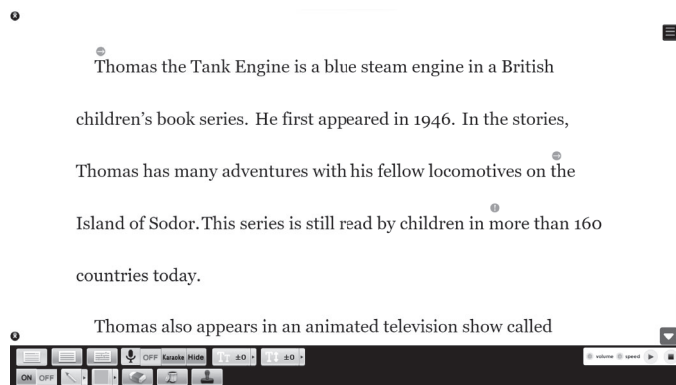 Thomas the Tank Engine is a blue steam engine in a British
children's book series. He first appeared in 1946. In the stories,
Thomas has many adventures with his fellow locomotives on the
Island of Sodor. This series is still read by children in more than 160
countries today.
Thomas also appears in an animated television show called
OFF Karaoke Hide TT ±0 T ±0 volume speed
ON OFF